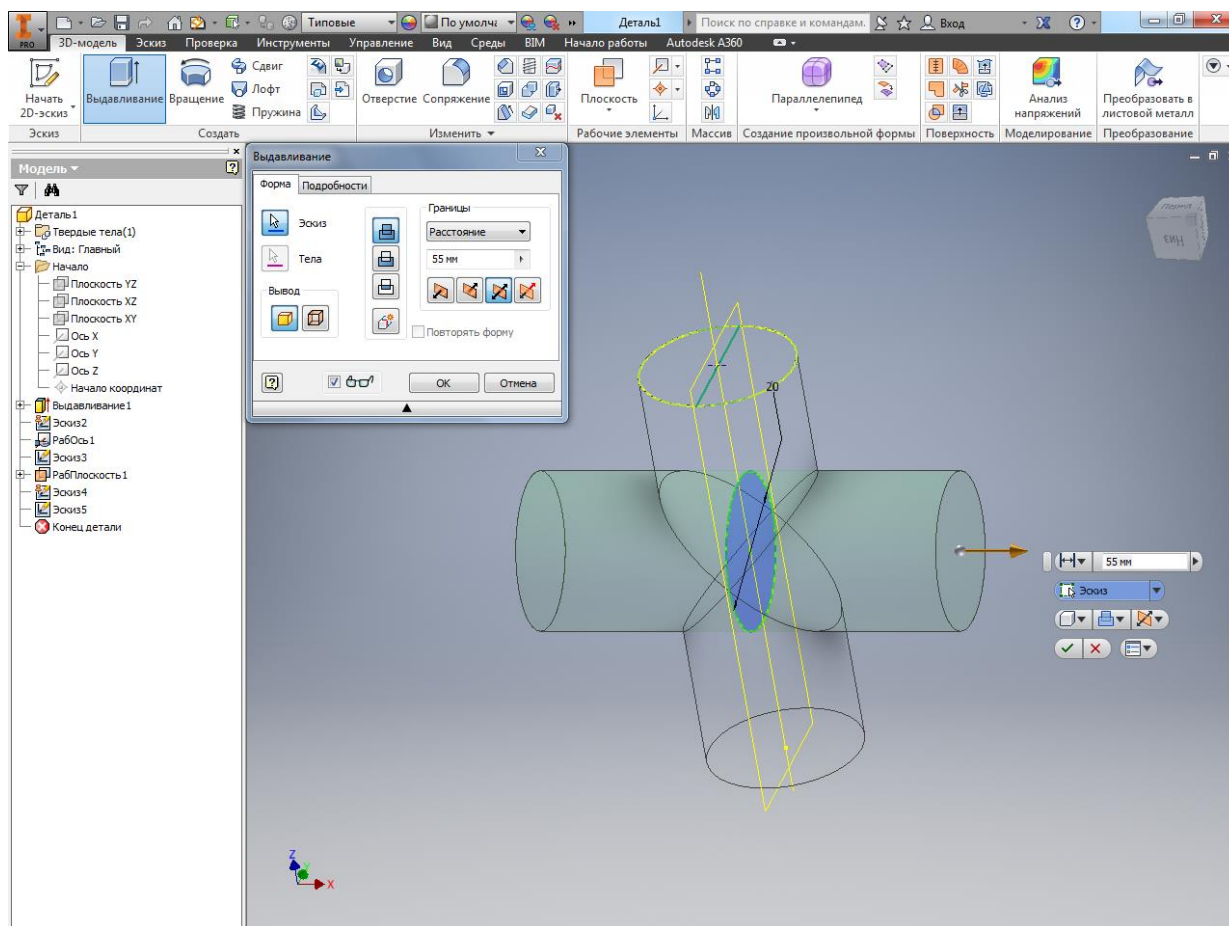 Типовые По умолч Деталь1 Поиск по справке и командам. Вход
PRO 3D-модель Эскиз Проверка Инструменты Управление Вид Среды BIM Начало работы Autodesk A360
Начать 2D-эскиз
Выдавливание
Вращение
Сдвиг
Лофт
Пружина
Отверстие
Сопряжение
Плоскость
Параллелепипед
Анализ напряжений
Преобразовать в листовой металл
Эскиз Создать Изменить Рабочие элементы Массив Создание произвольной формы Поверхность Моделирование Преобразование
Модель
Деталь1
Твердые тела(1)
Вид: Главный
Начало
Плоскость YZ
Плоскость XZ
Плоскость XY
Ось X
Ось Y
Ось Z
Начало координат
Выдавливание1
Эскиз2
РабОсь1
Эскиз3
РабПлоскость1
Эскиз4
Эскиз5
Конец детали
Выдавливание
Форма Подробности
Эскиз
Тела
Вывод
Границы
Расстояние
55 мм
Повторять форму
ОК Отмена
20
55 мм
Эскиз
Z
Y
X